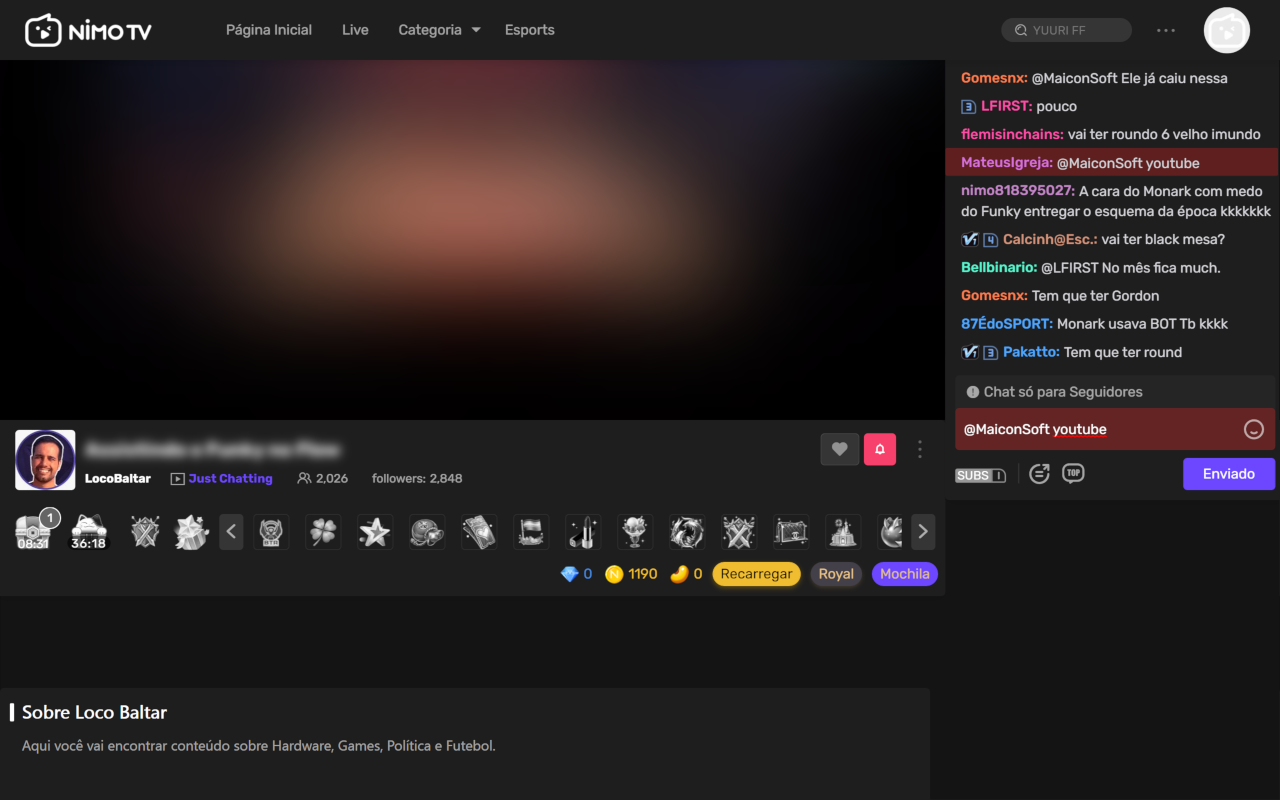 NIMO TV
Página Inicial
Live
Categoria
Esports
YUURI FF
Gomesnx: @MaiconSoft Ele já caiu nessa
3 LFIRST: pouco
flemisinchains: vai ter roundo 6 velho imundo
MateusIgreja: @MaiconSoft youtube
nimo818395027: A cara do Monark com medo
do Funky entregar o esquema da época kkkkkkk
4 Calcinh@Esc.: vai ter black mesa?
Bellbinario: @LFIRST No mês fica much.
Gomesnx: Tem que ter Gordon
87ÉdoSPORT: Monark usava BOT Tb kkkk
3 Pakatto: Tem que ter round
Chat só para Seguidores
@MaiconSoft youtube
SUBS I
TOP
Enviado
LocoBaltar
Just Chatting
2,026
followers: 2,848
1
08:31
36:18
0
N 1190
0
Recarregar
Royal
Mochila
Sobre Loco Baltar
Aqui você vai encontrar conteúdo sobre Hardware, Games, Política e Futebol.